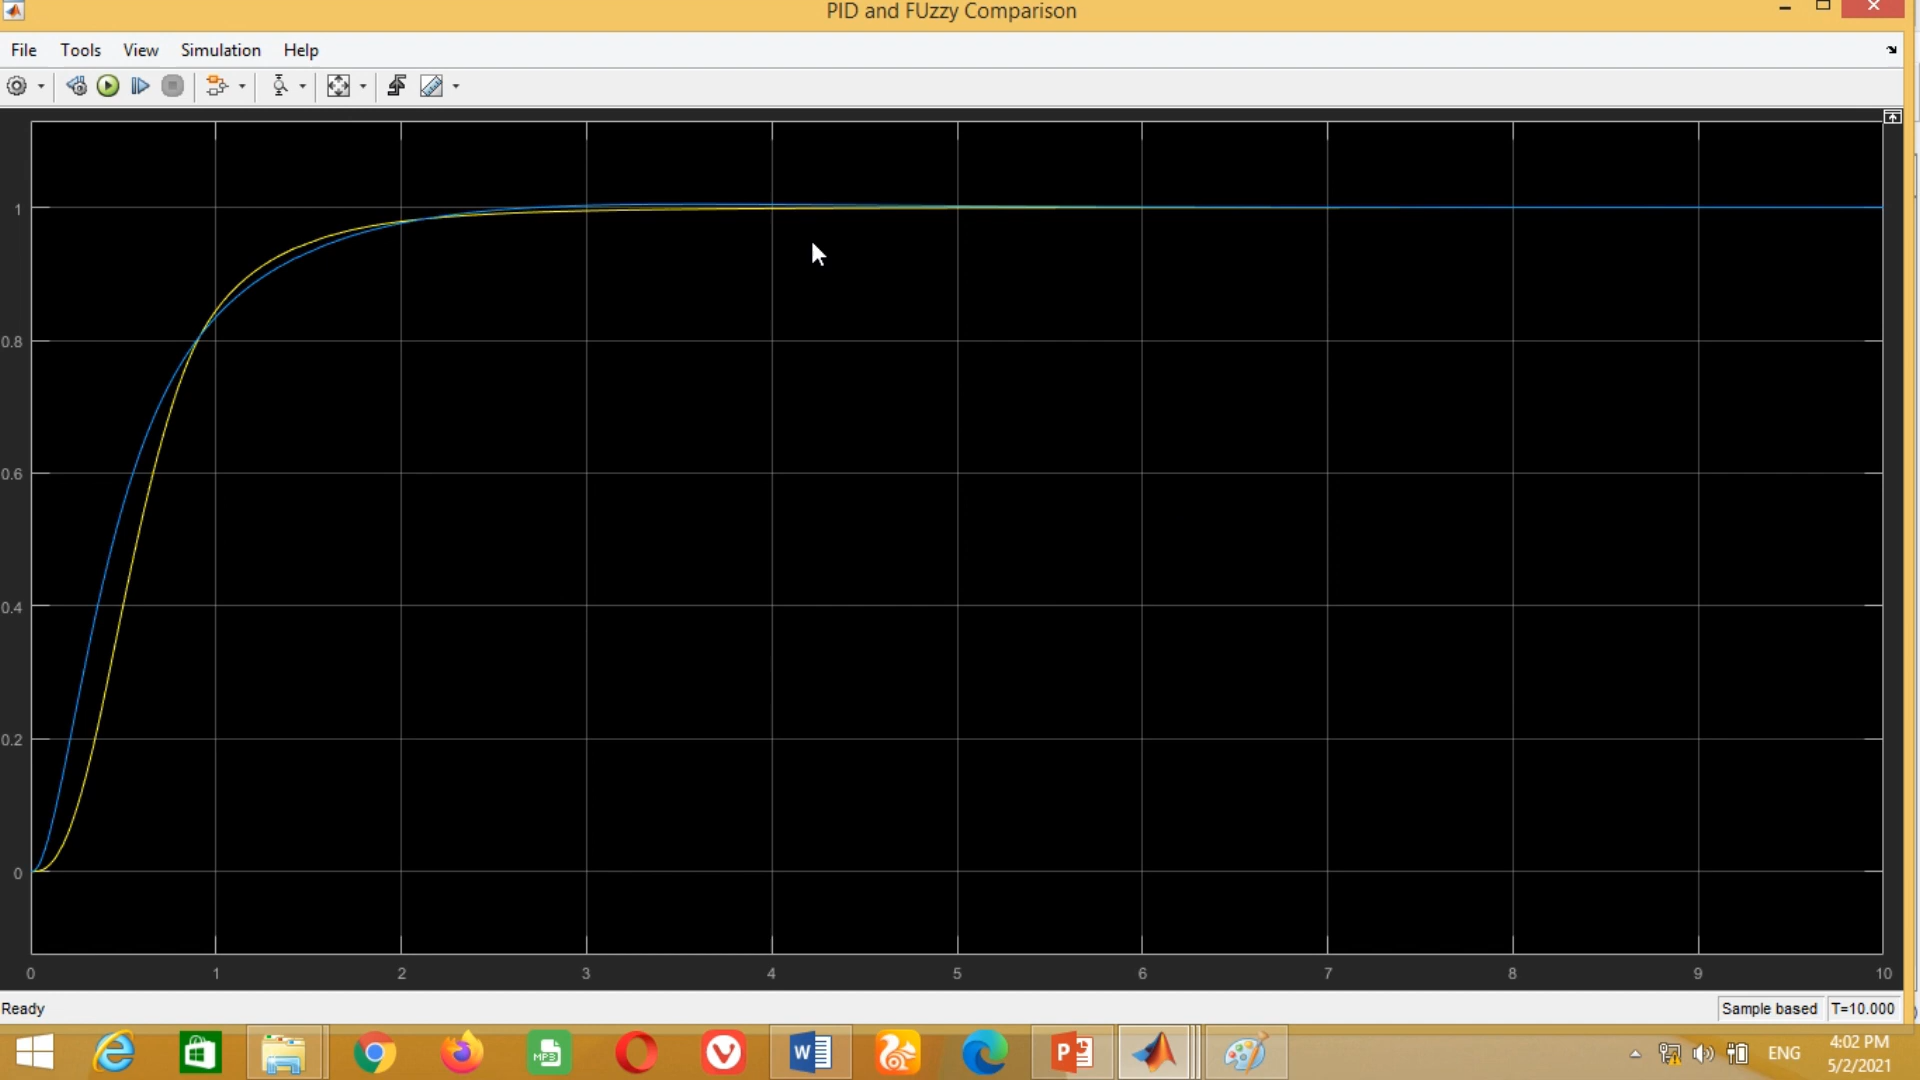 PID and FUzzy Comparison
File Tools View Simulation Help
1
0.8
0.6
0.4
0.2
0
0 1 2 3 4 5 6 7 8 9 10
Ready
Sample based T=10.000
MP3
W
P
ENG
4:02 PM
5/2/2021